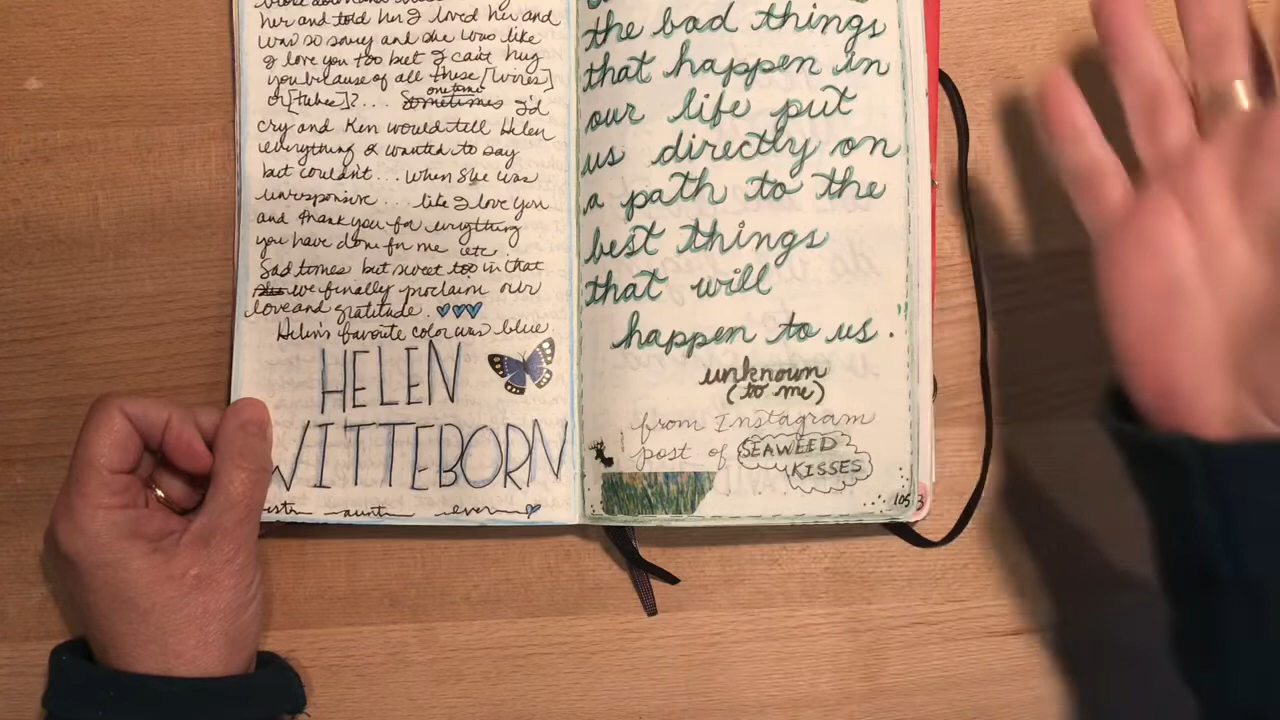 her and told her I loved her and
was so sorry and she was like
I love you too but I can't hug
you because of all these [wires]
or [tubes]?... Sometimes one time I'd
cry and Ken would tell Helen
everything I wanted to say
but couldn't... when she was
unresponsive... like I love you
and thank you for everything
you have done for me etc.
Sad times but sweet too in that
we finally proclaim our
love and gratitude.
Helen's favorite color was blue
HELEN
WITTEBORN
aunt ever
the bad things
that happen in
our life put
us directly on
a path to the
best things
that will
happen to us."
unknown
(to me)
from Instagram
post of SEAWEED
KISSES
105
3